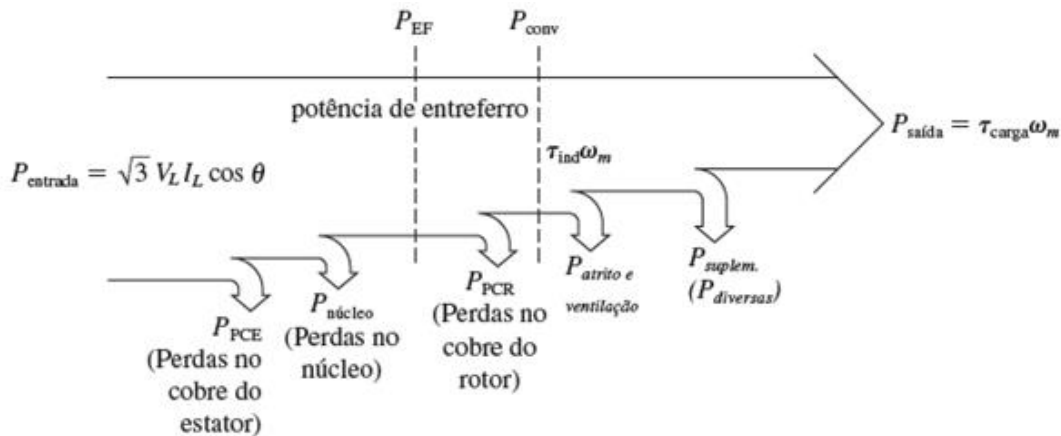 P_EF
P_conv
potência de entreferro
P_saída = τ_carga ω_m
τ_ind ω_m
P_entrada = √3 V_L I_L cos θ
P_PCE
(Perdas no
cobre do
estator)
P_núcleo
(Perdas no
núcleo)
P_PCR
(Perdas no
cobre do
rotor)
P_atrito e
ventilação
P_suplem.
(P_diversas)